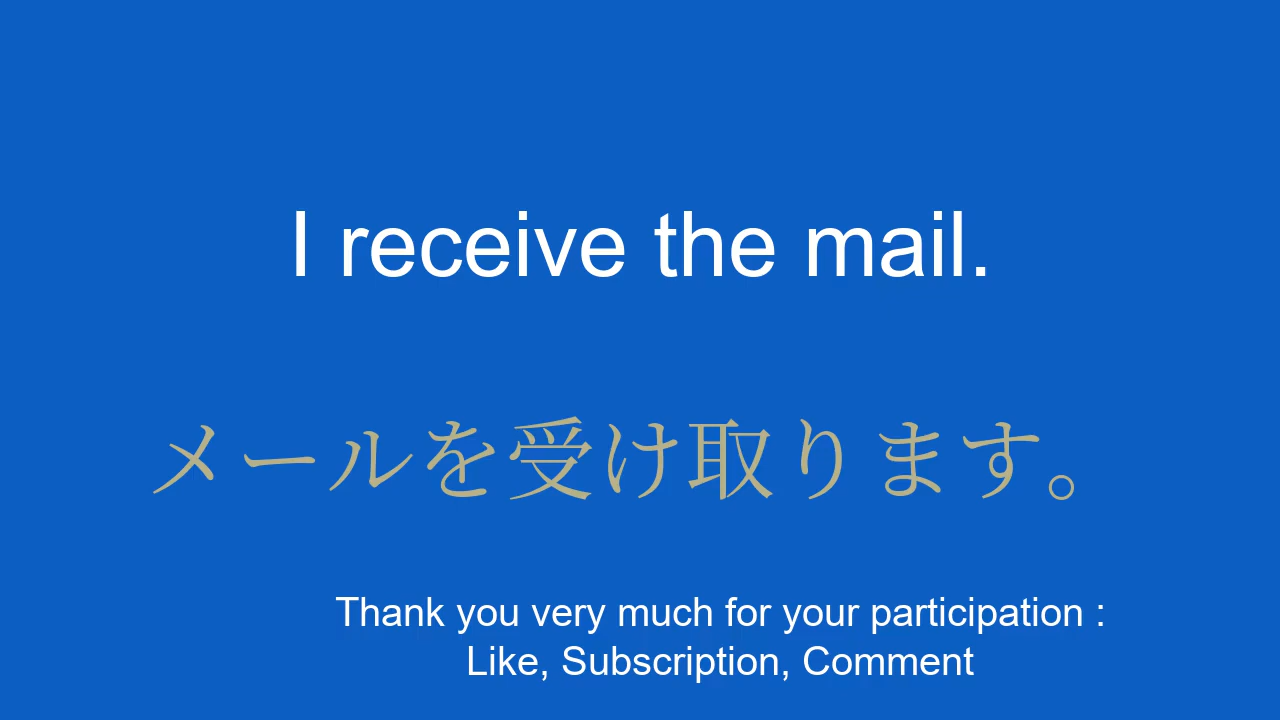 I receive the mail.
メールを受け取ります。
Thank you very much for your participation :
Like, Subscription, Comment